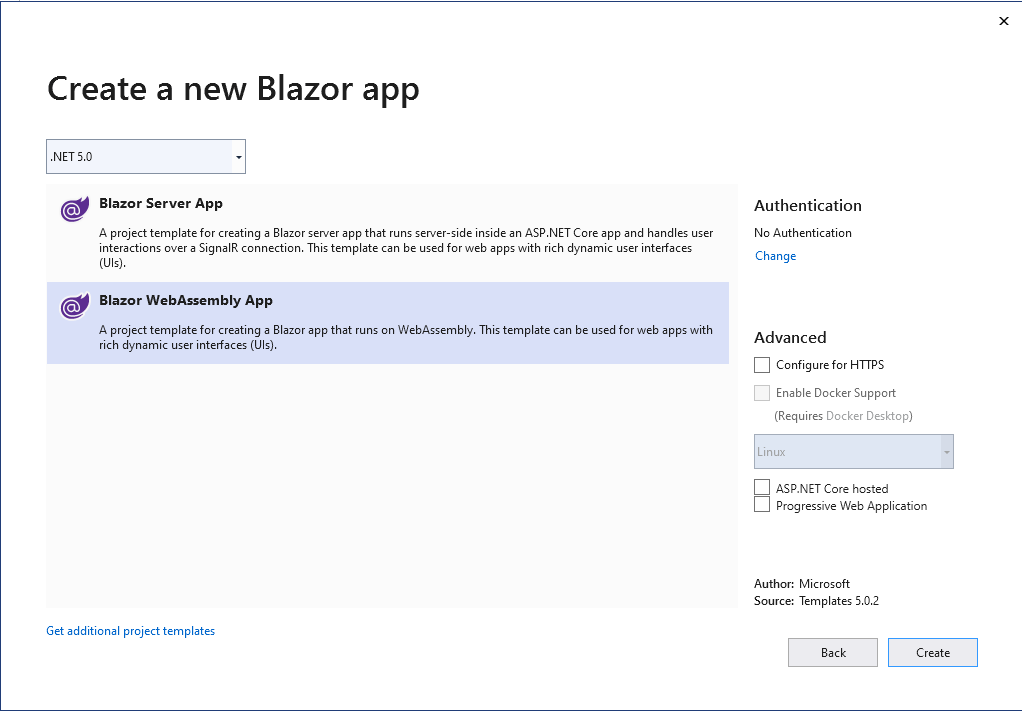 Create a new Blazor app
.NET 5.0
Blazor Server App
A project template for creating a Blazor server app that runs server-side inside an ASP.NET Core app and handles user
interactions over a SignalR connection. This template can be used for web apps with rich dynamic user interfaces
(UIs).
Blazor WebAssembly App
A project template for creating a Blazor app that runs on WebAssembly. This template can be used for web apps with
rich dynamic user interfaces (UIs).
Get additional project templates
Authentication
No Authentication
Change
Advanced
Configure for HTTPS
Enable Docker Support
(Requires Docker Desktop)
Linux
ASP.NET Core hosted
Progressive Web Application
Author: Microsoft
Source: Templates 5.0.2
Back
Create